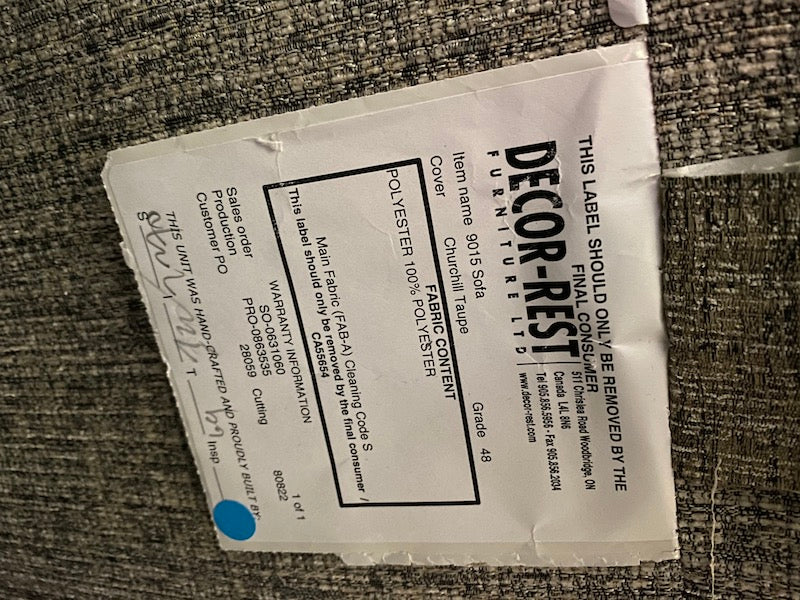 THIS LABEL SHOULD ONLY BE REMOVED BY THE
FINAL CONSUMER
DECOR-REST
FURNITURE LTD
511 Chrislea Road Woodbridge, ON
Canada L4L 8N6
Tel 905.856.5956 - Fax 905.856.2034
www.decor-rest.com
Item name 9015 Sofa
Cover Churchill Taupe Grade 48
FABRIC CONTENT
POLYESTER 100% POLYESTER
Main Fabric (FAB-A) Cleaning Code S
This label should only be removed by the final consumer /
CA55654
WARRANTY INFORMATION 1 of 1
Sales order SO-0631060
Production PRO-0863535 Cutting 80822
Customer PO 28059
THIS UNIT WAS HAND-CRAFTED AND PROUDLY BUILT BY:
S T Insp